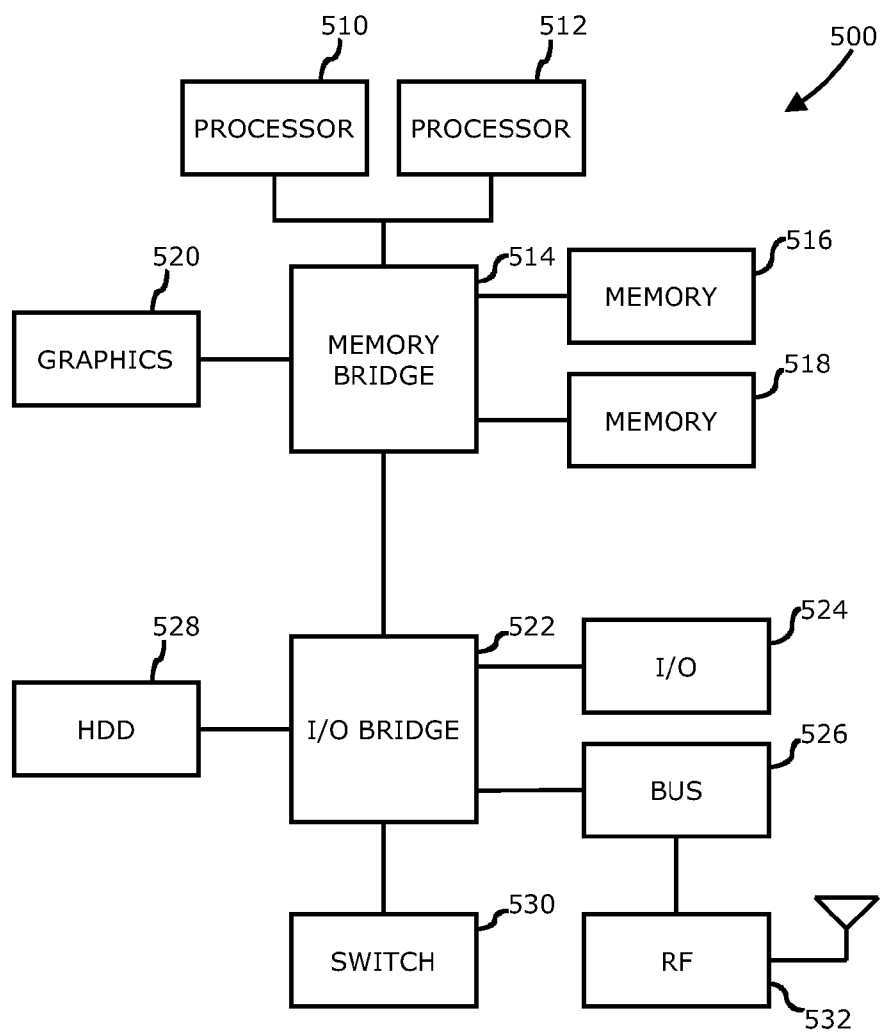 510
512
500
PROCESSOR
PROCESSOR
520
514
516
GRAPHICS
MEMORY
BRIDGE
MEMORY
518
MEMORY
528
522
524
HDD
I/O BRIDGE
I/O
526
BUS
530
SWITCH
RF
532